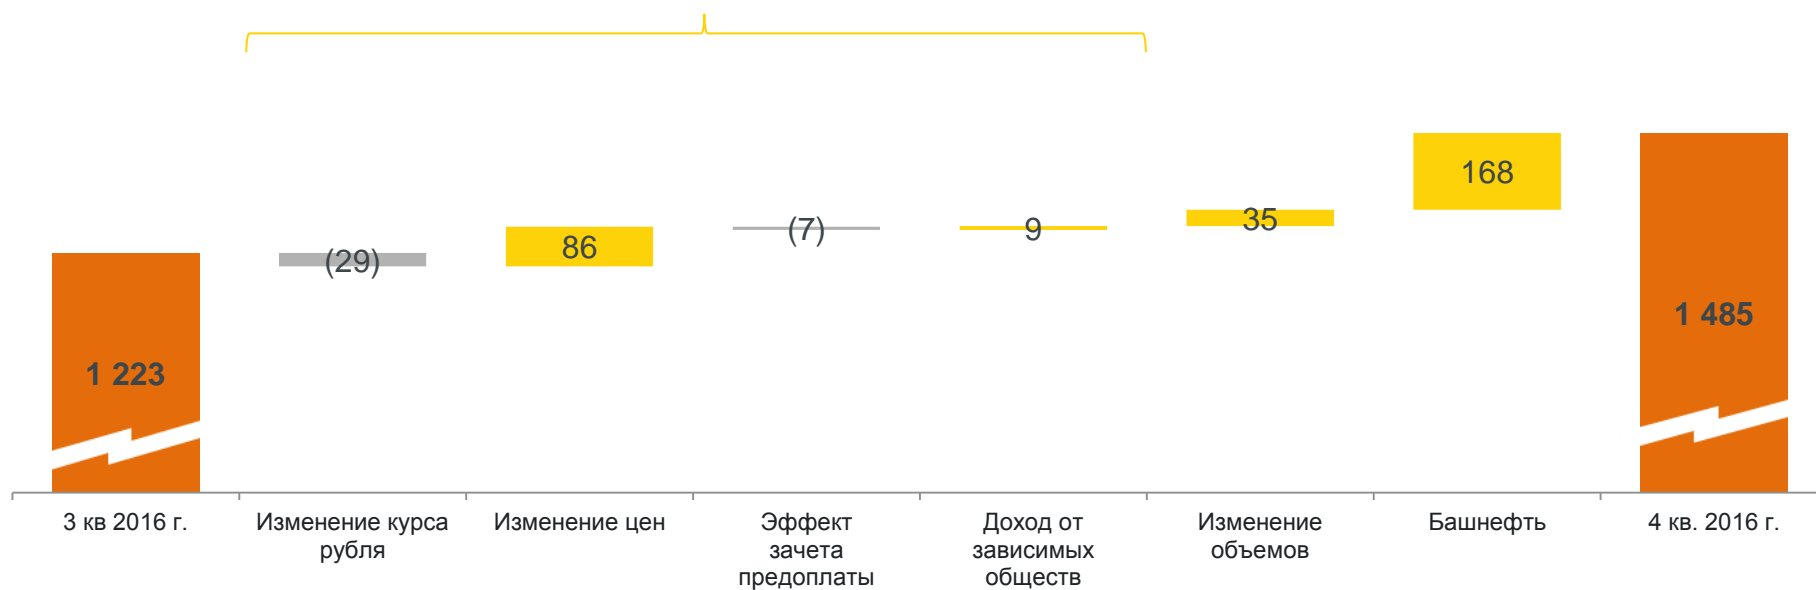 168
(7)
9
35
86
(29)
1 485
1 223
3 кв 2016 г.
Изменение курса
рубля
Изменение цен
Эффект
зачета
предоплаты
Доход от
зависимых
обществ
Изменение
объемов
Башнефть
4 кв. 2016 г.